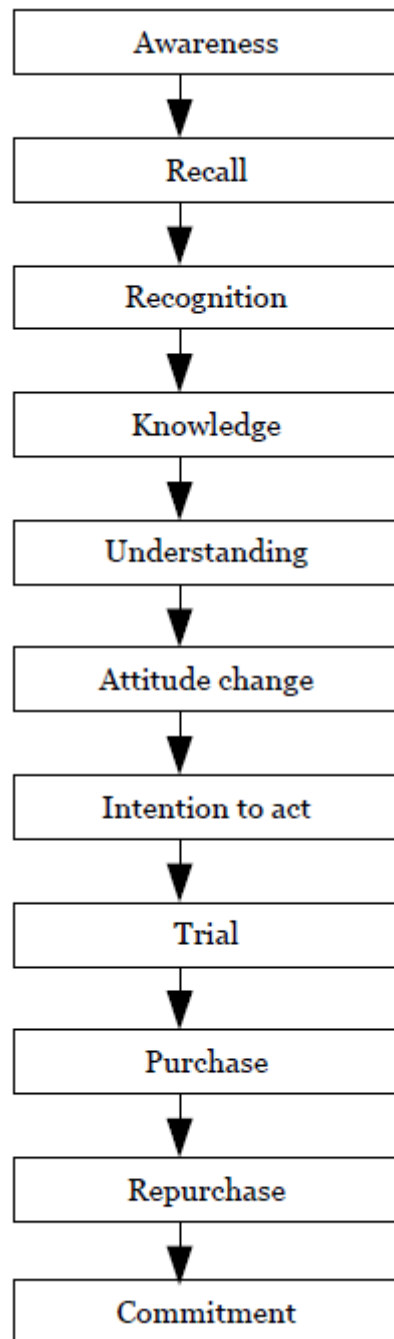 Awareness
Recall
Recognition
Knowledge
Understanding
Attitude change
Intention to act
Trial
Purchase
Repurchase
Commitment